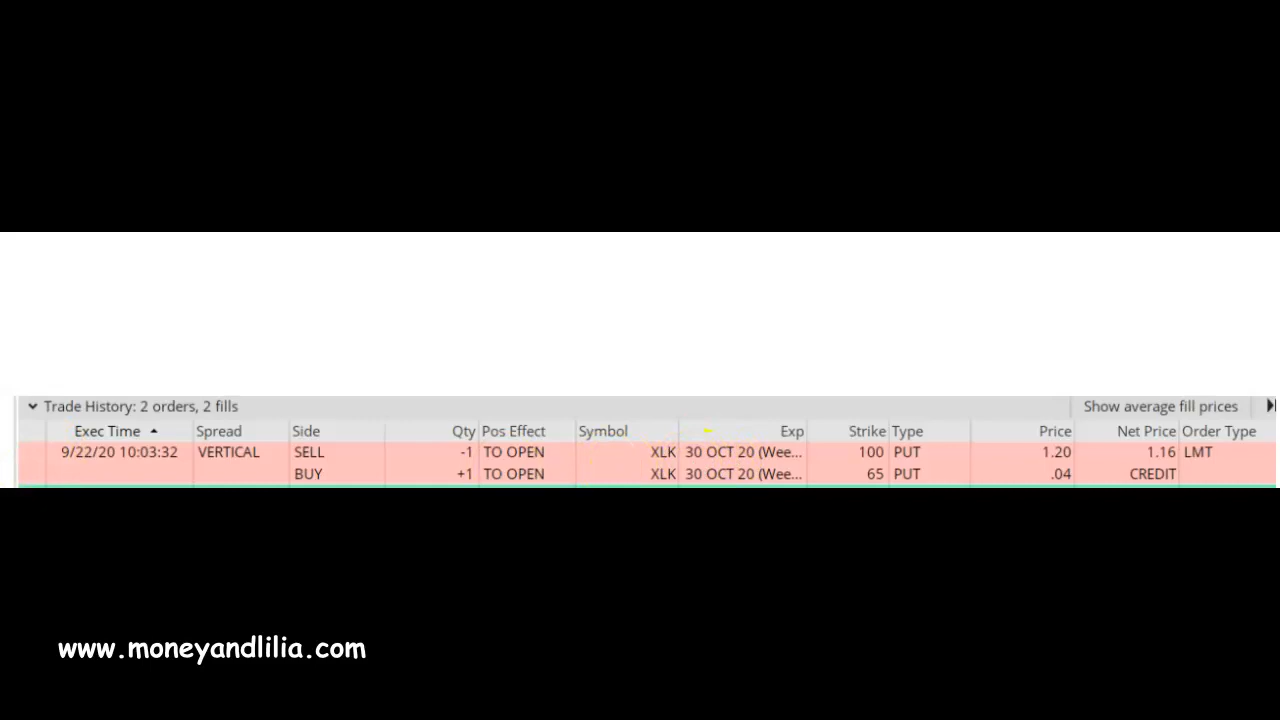 Trade History: 2 orders, 2 fills Show average fill prices
Exec Time Spread Side Qty Pos Effect Symbol Exp Strike Type Price Net Price Order Type
9/22/20 10:03:32 VERTICAL SELL -1 TO OPEN XLK 30 OCT 20 (Wee... 100 PUT 1.20 1.16 LMT
BUY +1 TO OPEN XLK 30 OCT 20 (Wee... 65 PUT .04 CREDIT
www.moneyandlilia.com